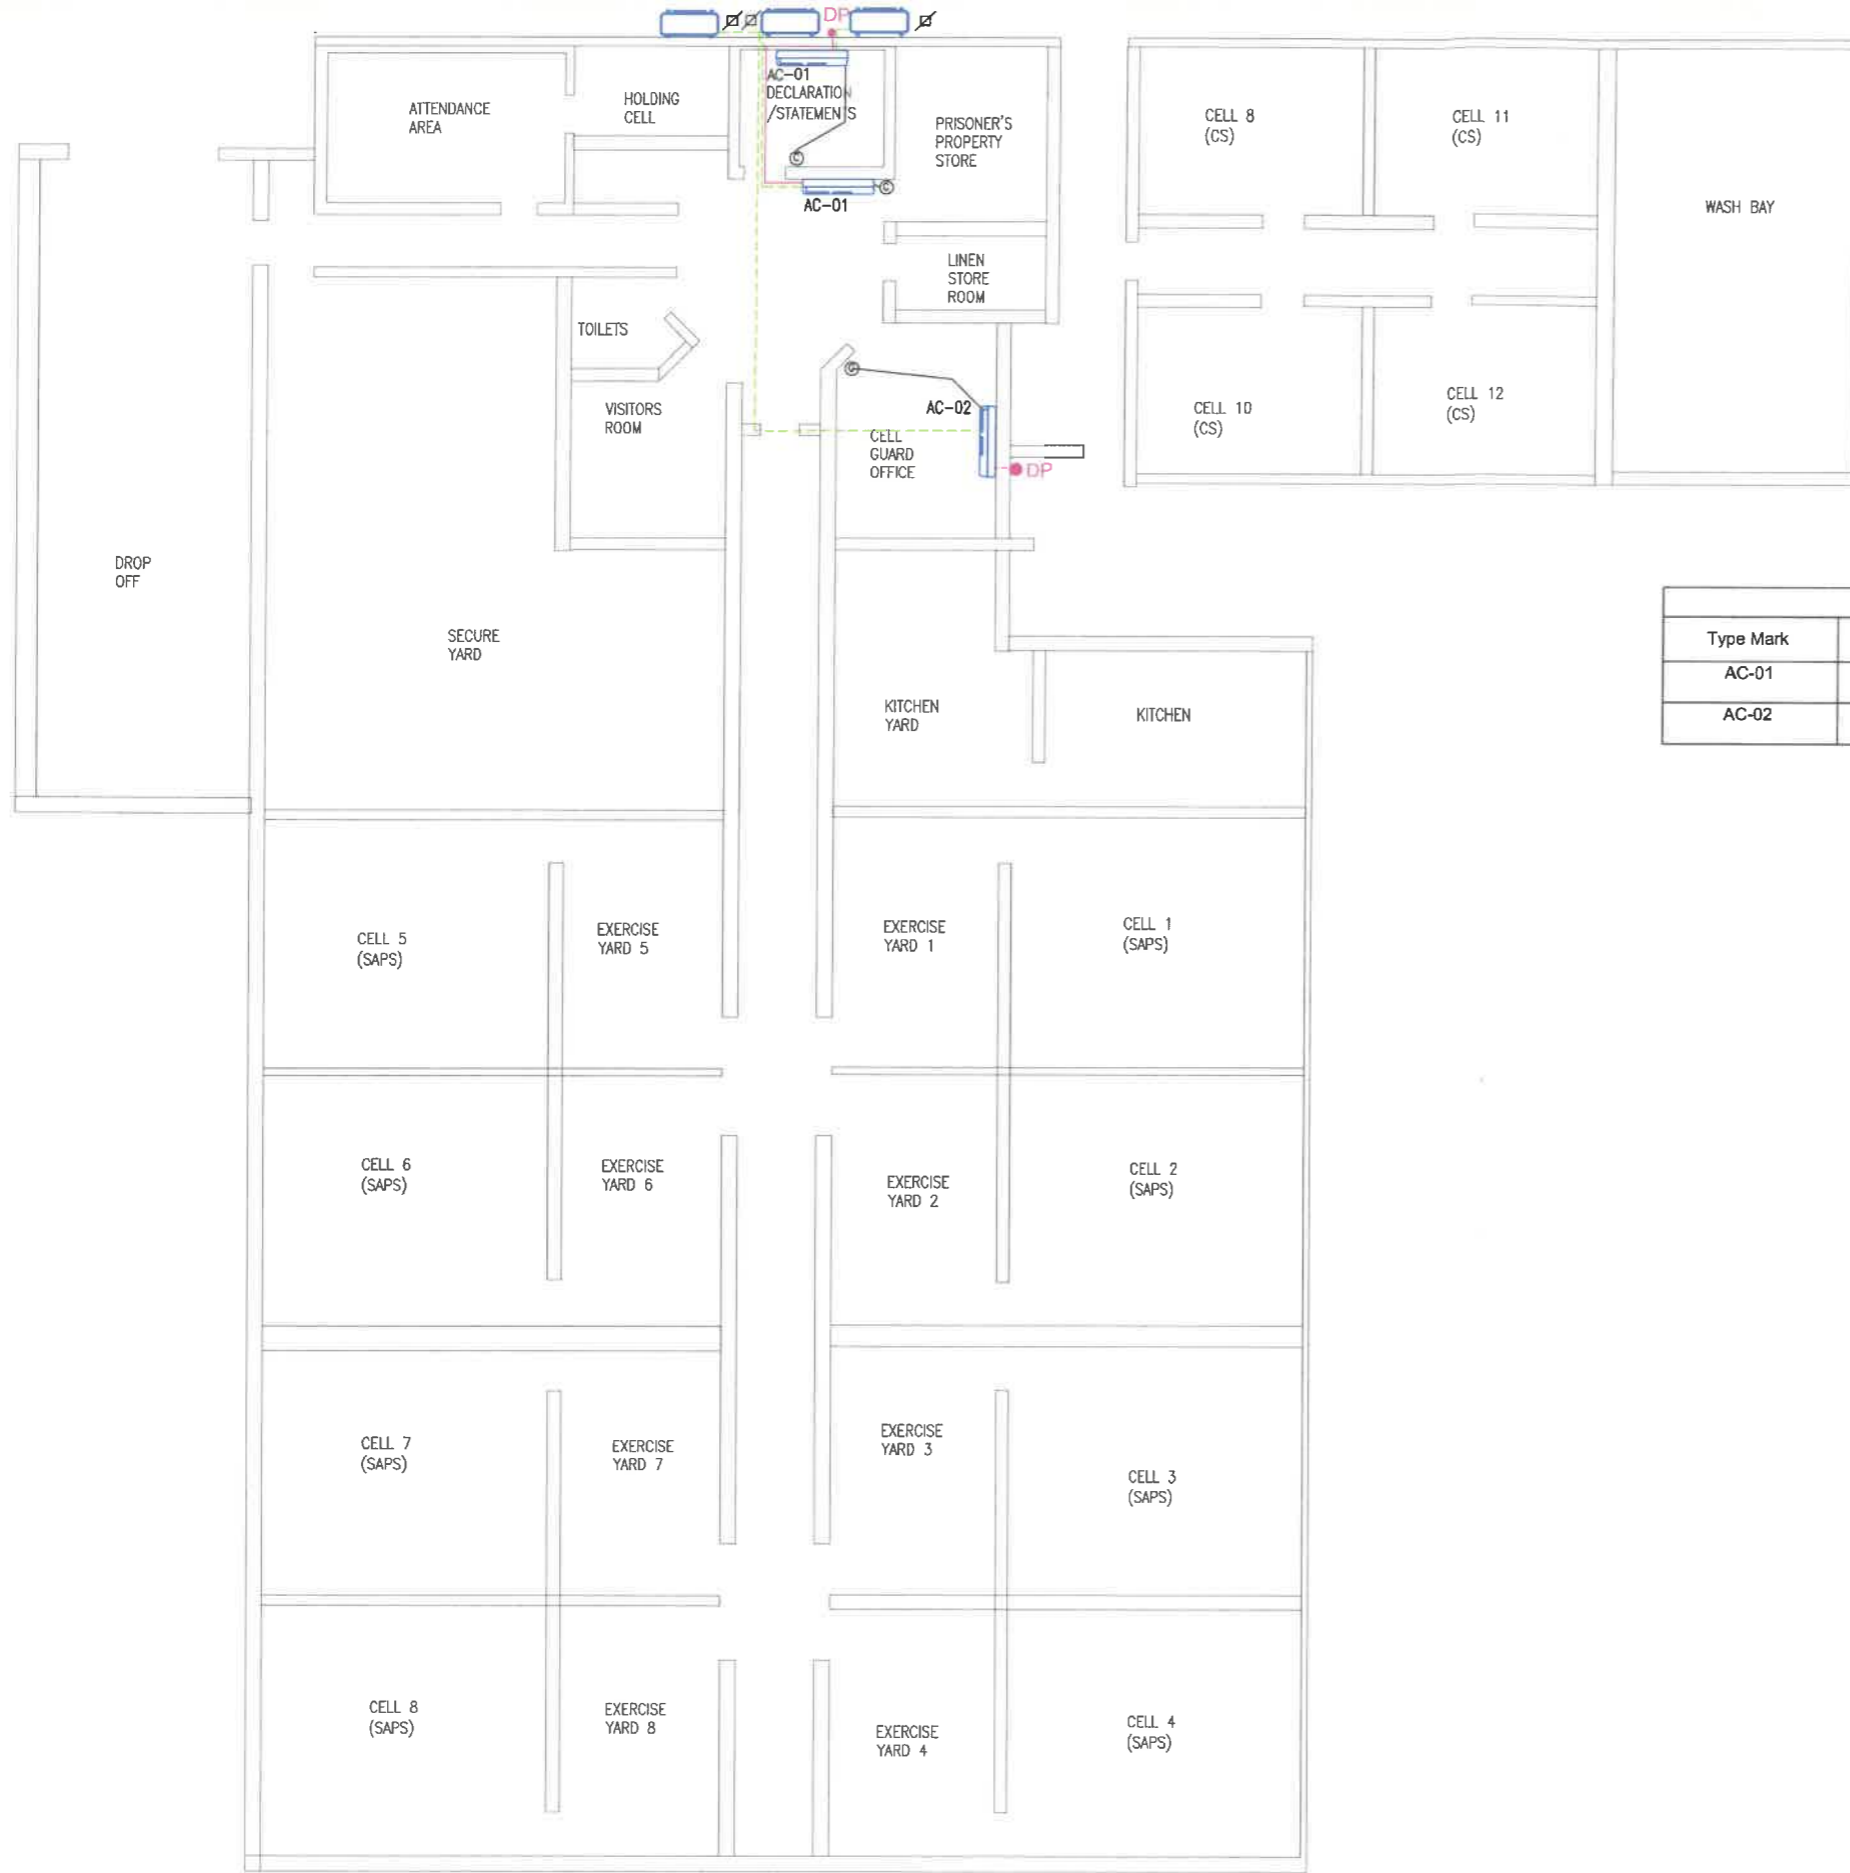 DP
AC-01
DECLARATION
/STATEMENTS
ATTENDANCE
AREA
HOLDING
CELL
PRISONER'S
PROPERTY
STORE
C
C
AC-01
CELL 8
(CS)
CELL 11
(CS)
WASH BAY
LINEN
STORE
ROOM
TOILETS
C
VISITORS
ROOM
AC-02
CELL
GUARD
OFFICE
DP
CELL 10
(CS)
CELL 12
(CS)
DROP
OFF
SECURE
YARD
Type Mark
AC-01
AC-02
KITCHEN
YARD
KITCHEN
CELL 5
(SAPS)
EXERCISE
YARD 5
EXERCISE
YARD 1
CELL 1
(SAPS)
CELL 6
(SAPS)
EXERCISE
YARD 6
EXERCISE
YARD 2
CELL 2
(SAPS)
CELL 7
(SAPS)
EXERCISE
YARD 7
EXERCISE
YARD 3
CELL 3
(SAPS)
CELL 8
(SAPS)
EXERCISE
YARD 8
EXERCISE
YARD 4
CELL 4
(SAPS)